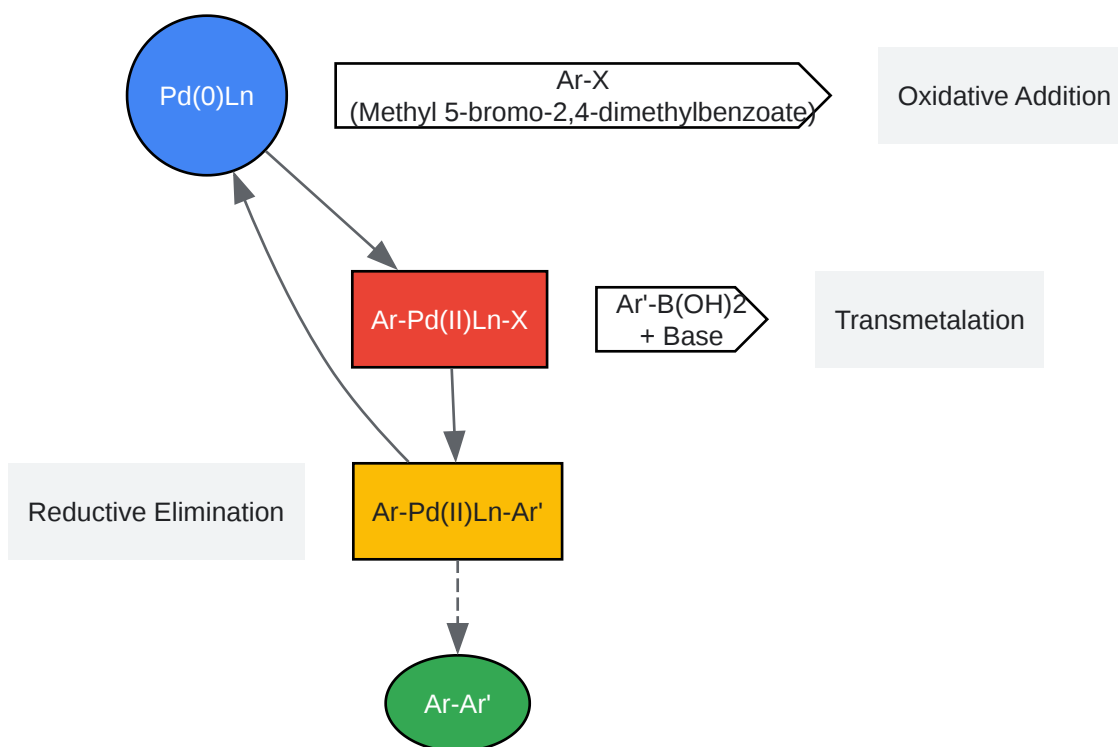 Pd(0)Ln
Ar-X
(Methyl 5-bromo-2,4-dimethylbenzoate)
Oxidative Addition
Ar-Pd(II)Ln-X
Ar'-B(OH)2
+ Base
Transmetalation
Reductive Elimination
Ar-Pd(II)Ln-Ar'
Ar-Ar'